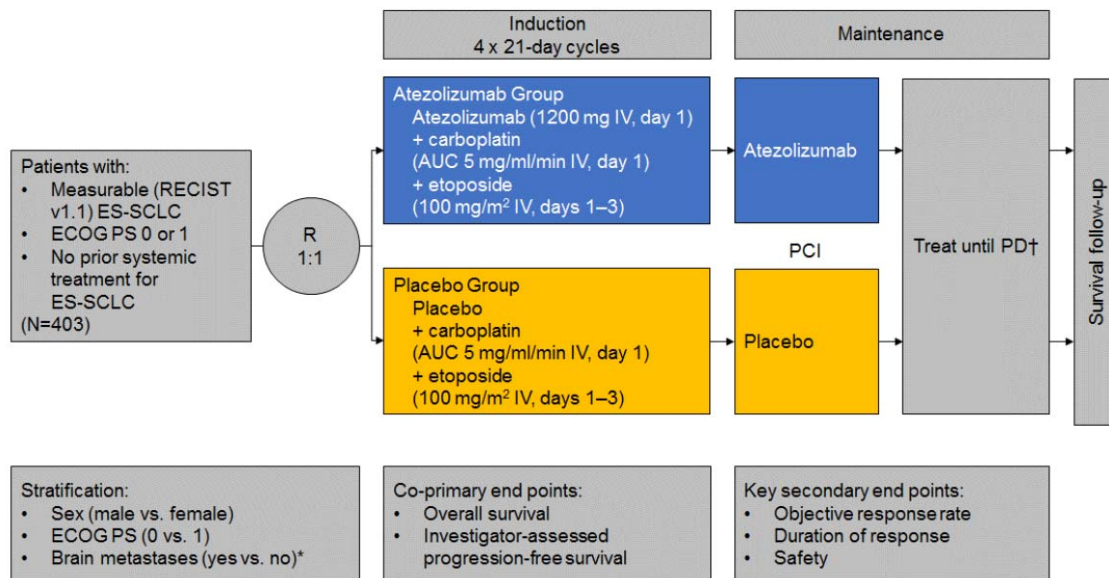 Induction
4 x 21-day cycles
Maintenance
Patients with:
• Measurable (RECIST
v1.1) ES-SCLC
• ECOG PS 0 or 1
• No prior systemic
treatment for
ES-SCLC
(N=403)
R
1:1
Atezolizumab Group
Atezolizumab (1200 mg IV, day 1)
+ carboplatin
(AUC 5 mg/ml/min IV, day 1)
+ etoposide
(100 mg/m² IV, days 1–3)
Atezolizumab
Placebo Group
Placebo
+ carboplatin
(AUC 5 mg/ml/min IV, day 1)
+ etoposide
(100 mg/m² IV, days 1–3)
PCI
Placebo
Treat until PD†
Survival follow-up
Stratification:
• Sex (male vs. female)
• ECOG PS (0 vs. 1)
• Brain metastases (yes vs. no)*
Co-primary end points:
• Overall survival
• Investigator-assessed
progression-free survival
Key secondary end points:
• Objective response rate
• Duration of response
• Safety